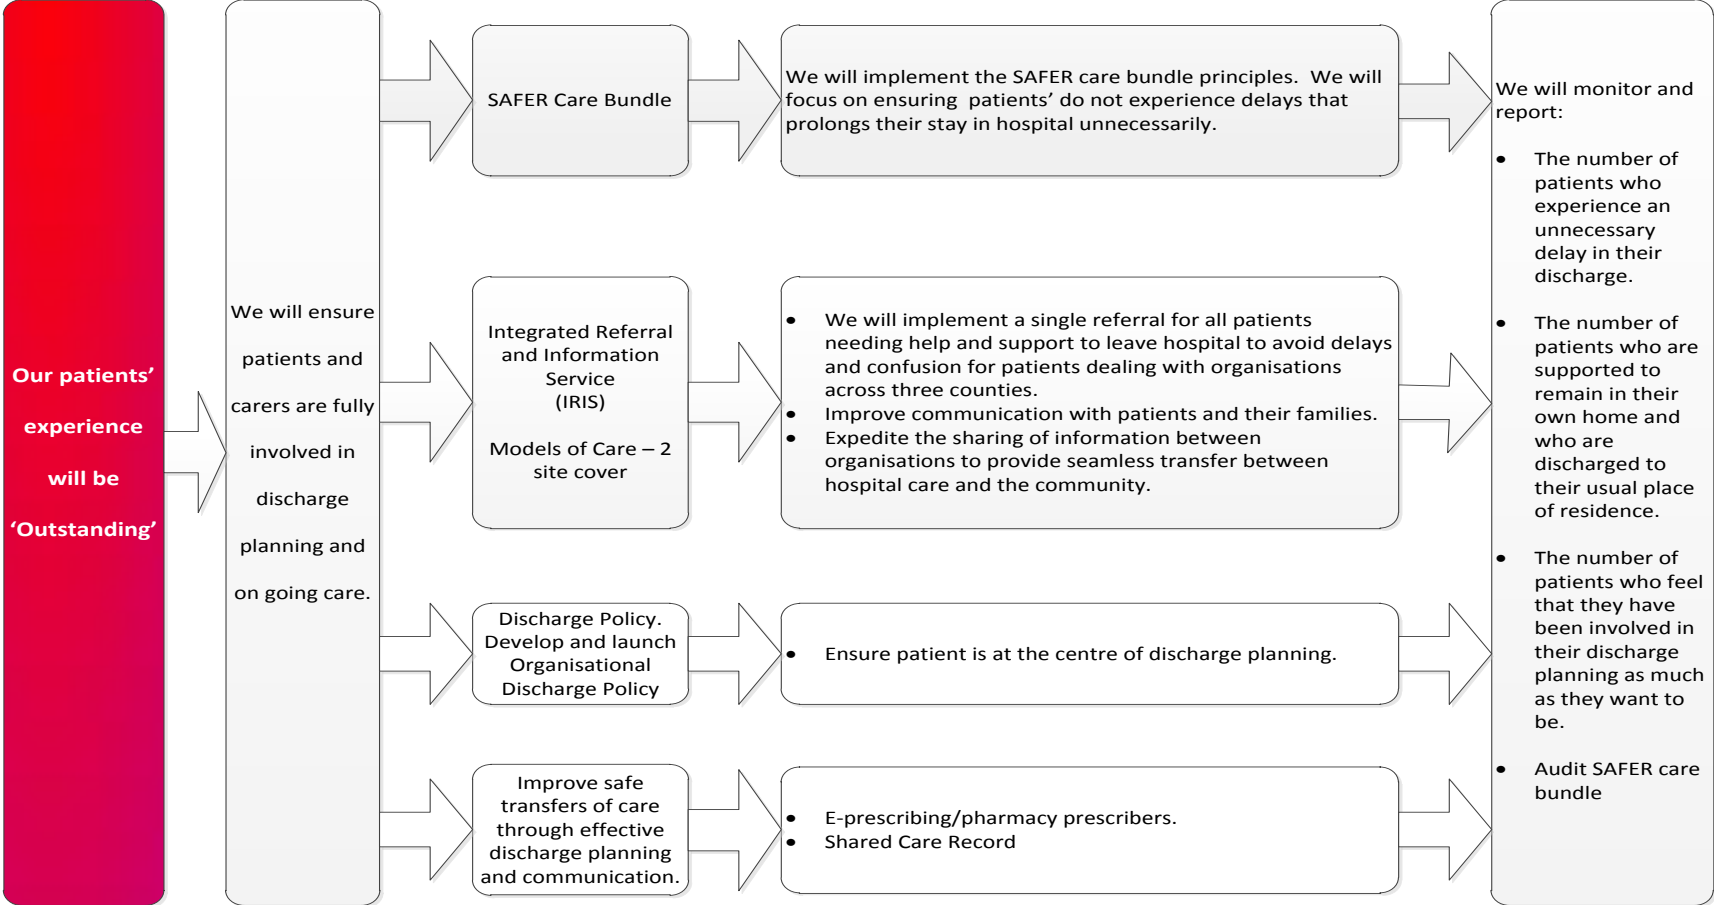 Our patients’
experience
will be
‘Outstanding’
We will ensure
patients and
carers are fully
involved in
discharge
planning and
on going care.
SAFER Care Bundle
We will implement the SAFER care bundle principles.  We will
focus on ensuring  patients’ do not experience delays that
prolongs their stay in hospital unnecessarily.
Integrated Referral
and Information
Service
(IRIS)
Models of Care – 2
site cover
• We will implement a single referral for all patients
needing help and support to leave hospital to avoid delays
and confusion for patients dealing with organisations
across three counties.
• Improve communication with patients and their families.
• Expedite the sharing of information between
organisations to provide seamless transfer between
hospital care and the community.
Discharge Policy.
Develop and launch
Organisational
Discharge Policy
• Ensure patient is at the centre of discharge planning.
Improve safe
transfers of care
through effective
discharge planning
and communication.
• E-prescribing/pharmacy prescribers.
• Shared Care Record
We will monitor and
report:
• The number of
patients who
experience an
unnecessary
delay in their
discharge.
• The number of
patients who are
supported to
remain in their
own home and
who are
discharged to
their usual place
of residence.
• The number of
patients who feel
that they have
been involved in
their discharge
planning as much
as they want to
be.
• Audit SAFER care
bundle